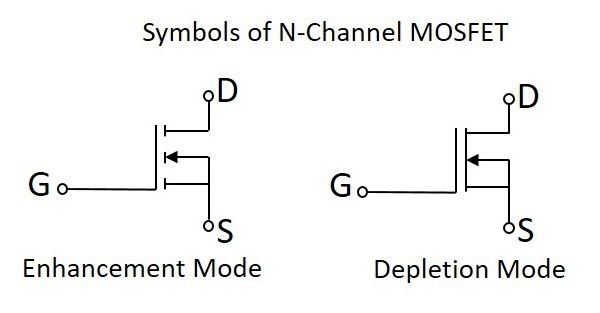 Symbols of N-Channel MOSFET
D
D
G
G
S
S
Enhancement Mode
Depletion Mode